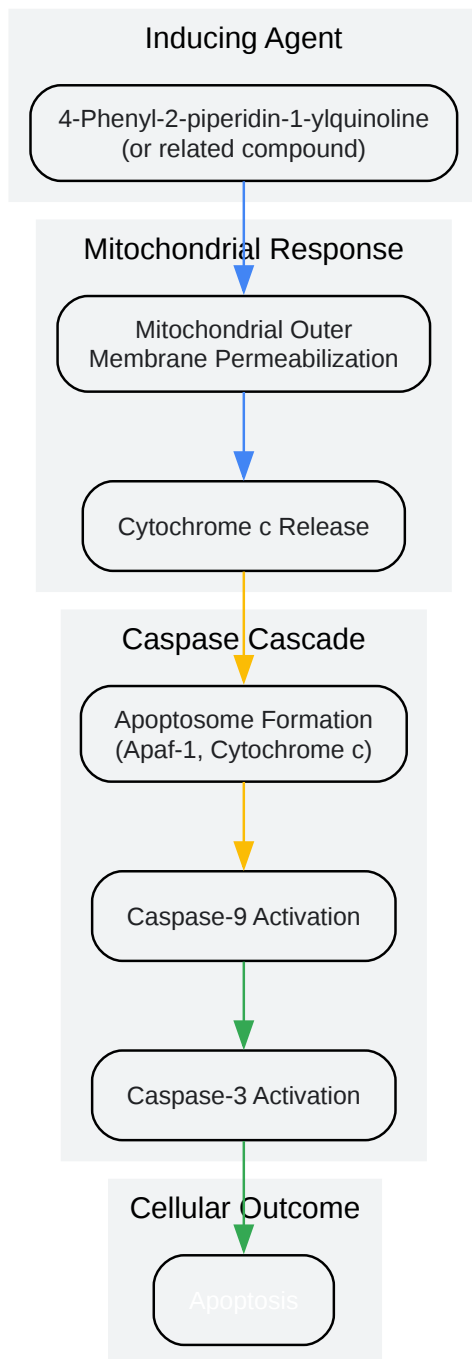 Inducing Agent
4-Phenyl-2-piperidin-1-ylquinoline
(or related compound)
Mitochondrial Response
Mitochondrial Outer
Membrane Permeabilization
Cytochrome c Release
Caspase Cascade
Apoptosome Formation
(Apaf-1, Cytochrome c)
Caspase-9 Activation
Caspase-3 Activation
Cellular Outcome
Apoptosis